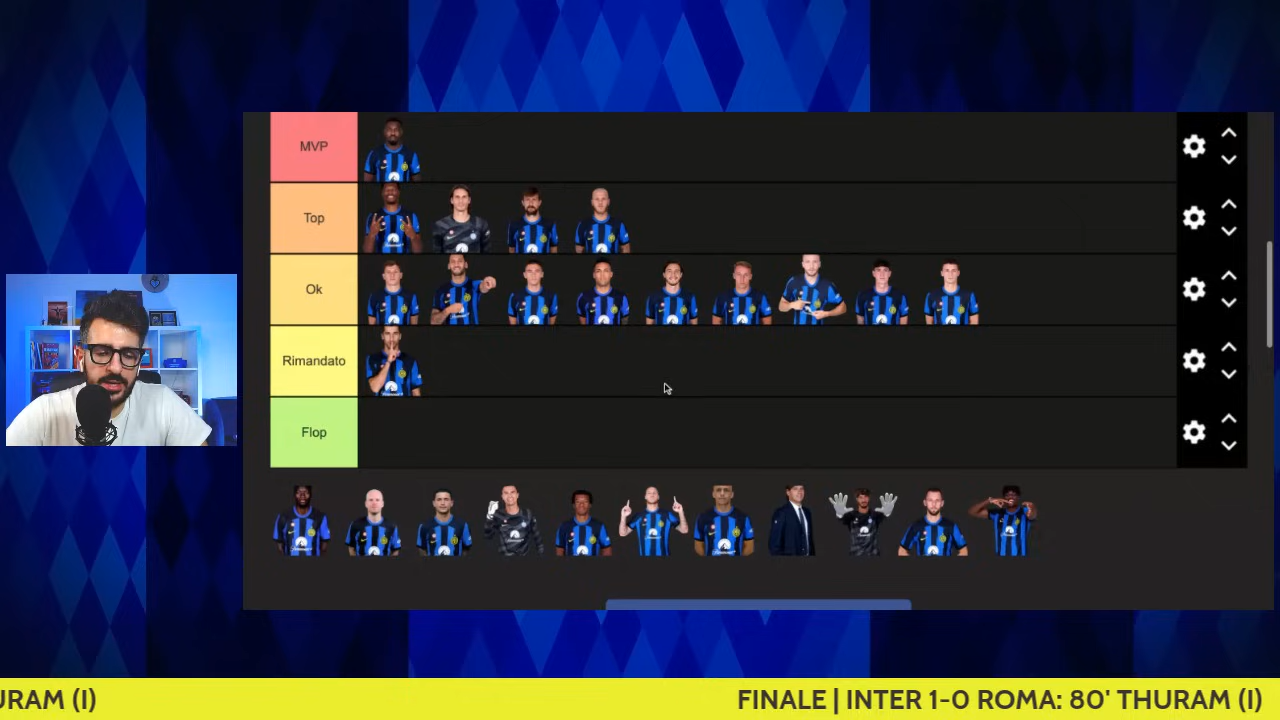 MVP
Top
Ok
Rimandato
Flop
URAM (I)
FINALE | INTER 1-0 ROMA: 80' THURAM (I)